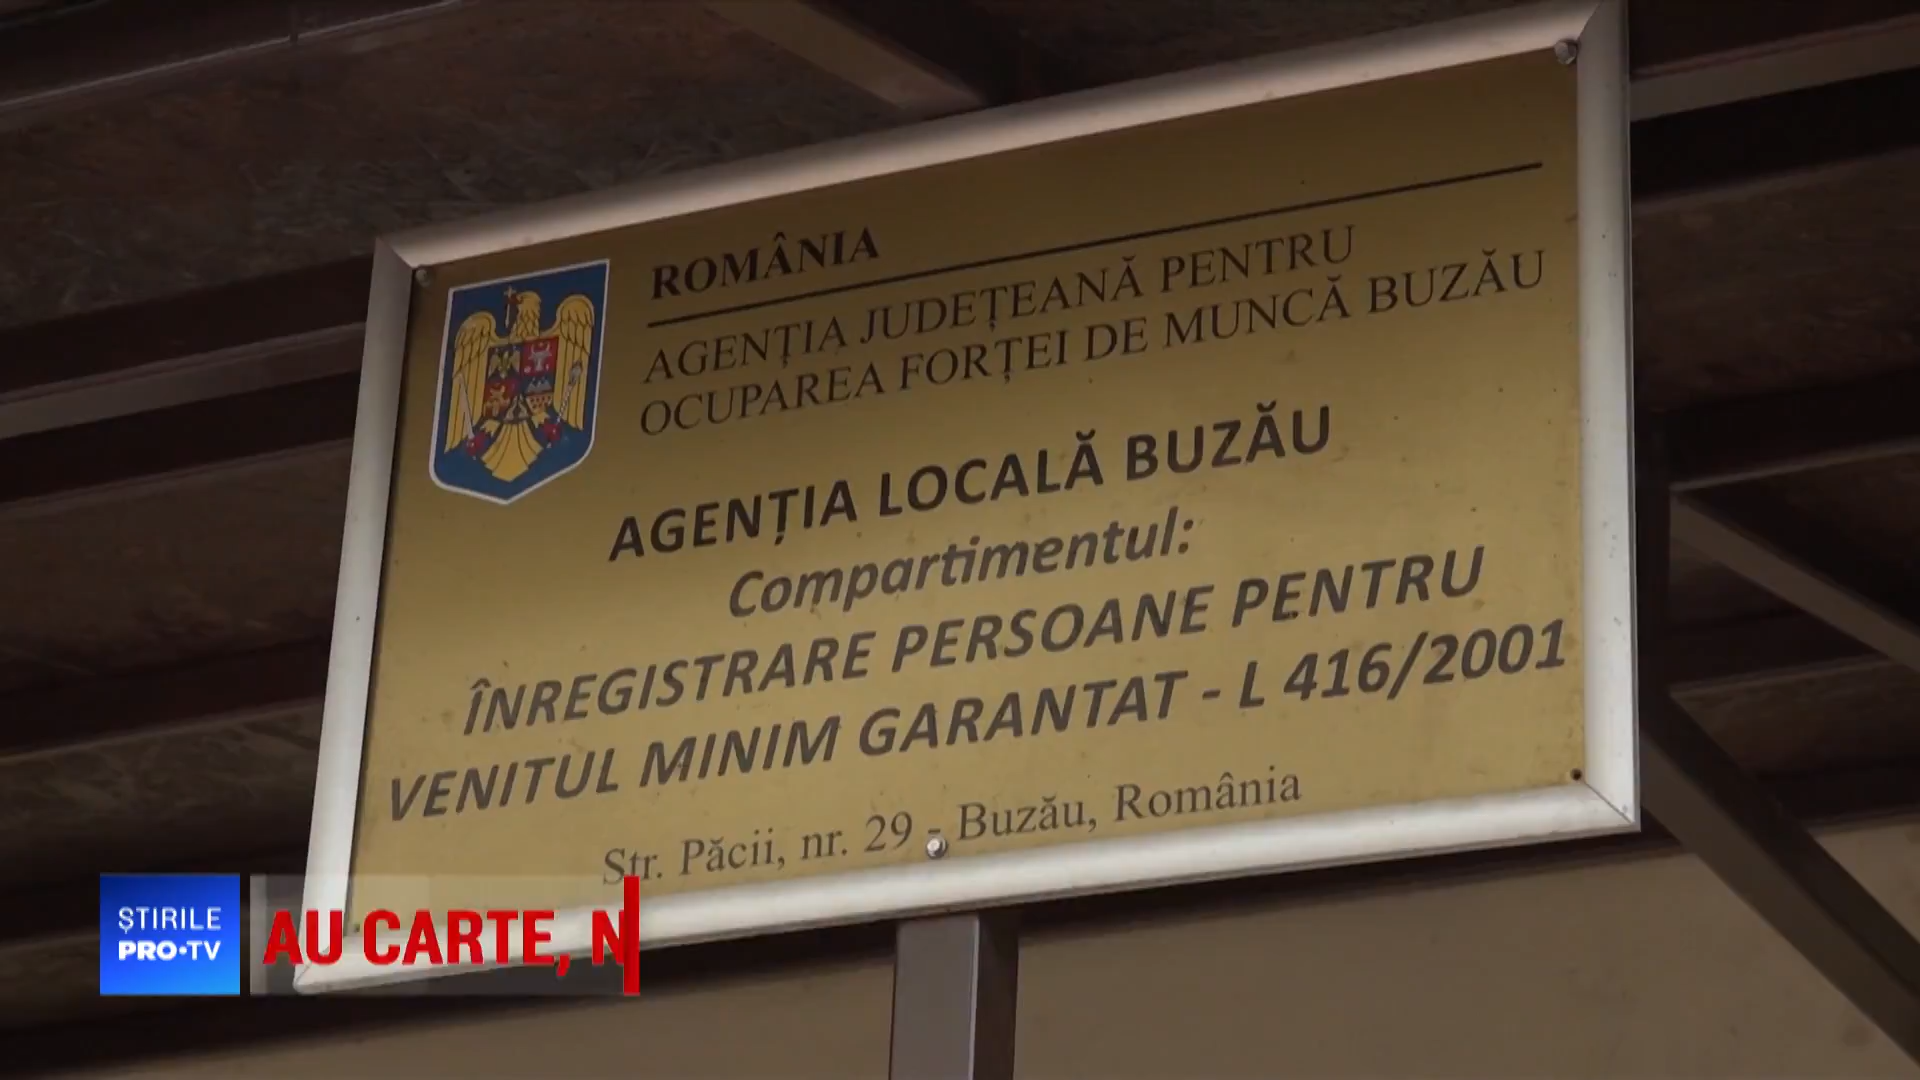 ROMÂNIA
AGENȚIA JUDEȚEANĂ PENTRU
OCUPAREA FORȚEI DE MUNCĂ BUZĂU
AGENȚIA LOCALĂ BUZĂU
Compartimentul:
ÎNREGISTRARE PERSOANE PENTRU
VENITUL MINIM GARANTAT - L 416/2001
Str. Păcii, nr. 29 - Buzău, România
ȘTIRILE
PRO•TV
AU CARTE, N